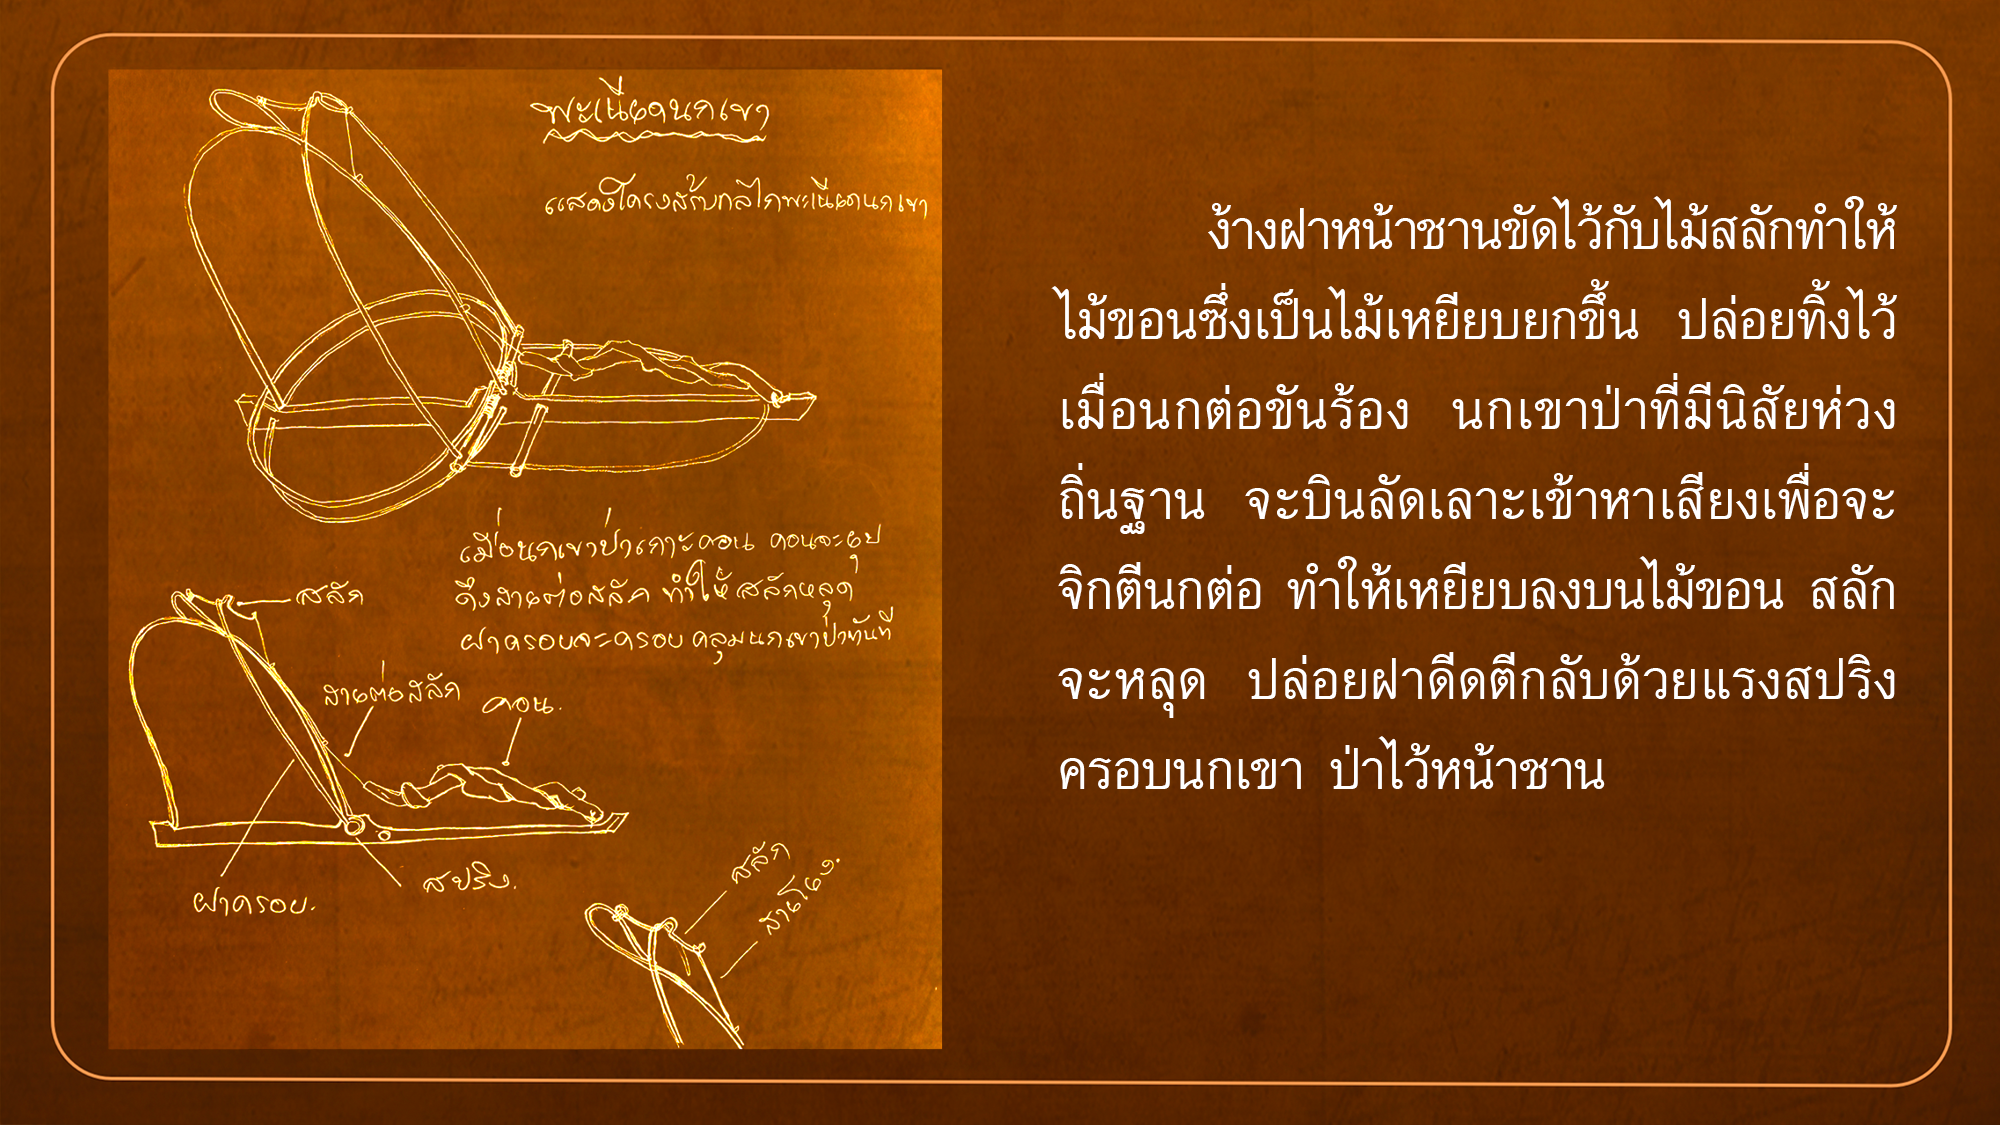 พะเนียดนกเขา
แสดงโครงสร้างกลไกพะเนียดนกเขา
เมื่อนกเขาป่าเกาะคอน คอนจะยุป
ดึงสายต่อสลัก ทำให้สลักหลุด
ฝาครอบจะครอบคลุมนกเขาป่าทันที
สลัก
สายต่อสลัก
คอน.
ฝาครอบ.
สปริง.
สลัก
สายโยง.
ง้างฝาหน้าชานขัดไว้กับไม้สลักทำให้
ไม้ขอนซึ่งเป็นไม้เหยียบยกขึ้น ปล่อยทิ้งไว้
เมื่อนกต่อขันร้อง นกเขาป่าที่มีนิสัยห่วง
ถิ่นฐาน จะบินลัดเลาะเข้าหาเสียงเพื่อจะ
จิกตีนกต่อ ทำให้เหยียบลงบนไม้ขอน สลัก
จะหลุด ปล่อยฝาดีดตีกลับด้วยแรงสปริง
ครอบนกเขา ป่าไว้หน้าชาน